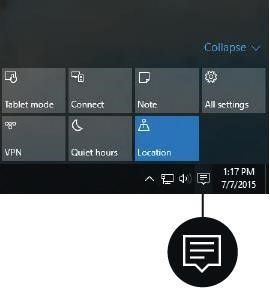 Collapse
Tablet mode
Connect
Note
All settings
VPN
Quiet hours
Location
1:17 PM
7/7/2015